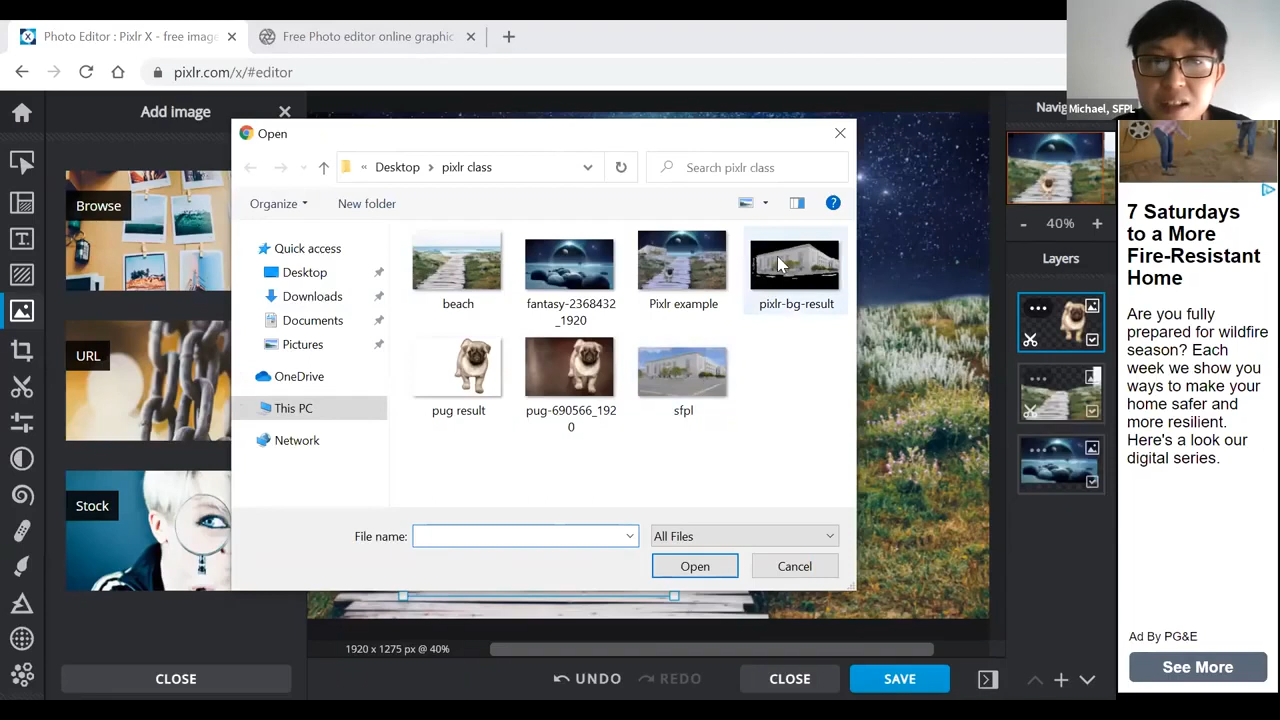 Photo Editor : Pixlr X - free image
Free Photo editor online graphic
pixlr.com/x/#editor
Michael, SFPL
Add image
Browse
URL
Stock
CLOSE
Open
« Desktop
pixlr class
Search pixlr class
Organize
New folder
Quick access
Desktop
Downloads
Documents
Pictures
OneDrive
This PC
Network
beach
fantasy-2368432
_1920
Pixlr example
pixlr-bg-result
pug result
pug-690566_192
0
sfpl
File name:
All Files
Open
Cancel
1920 x 1275 px @ 40%
UNDO
REDO
CLOSE
SAVE
Navig
- 40% +
Layers
7 Saturdays
to a More
Fire-Resistant
Home
Are you fully
prepared for wildfire
season? Each
week we show you
ways to make your
home safer and
more resilient.
Here's a look our
digital series.
Ad By PG&E
See More